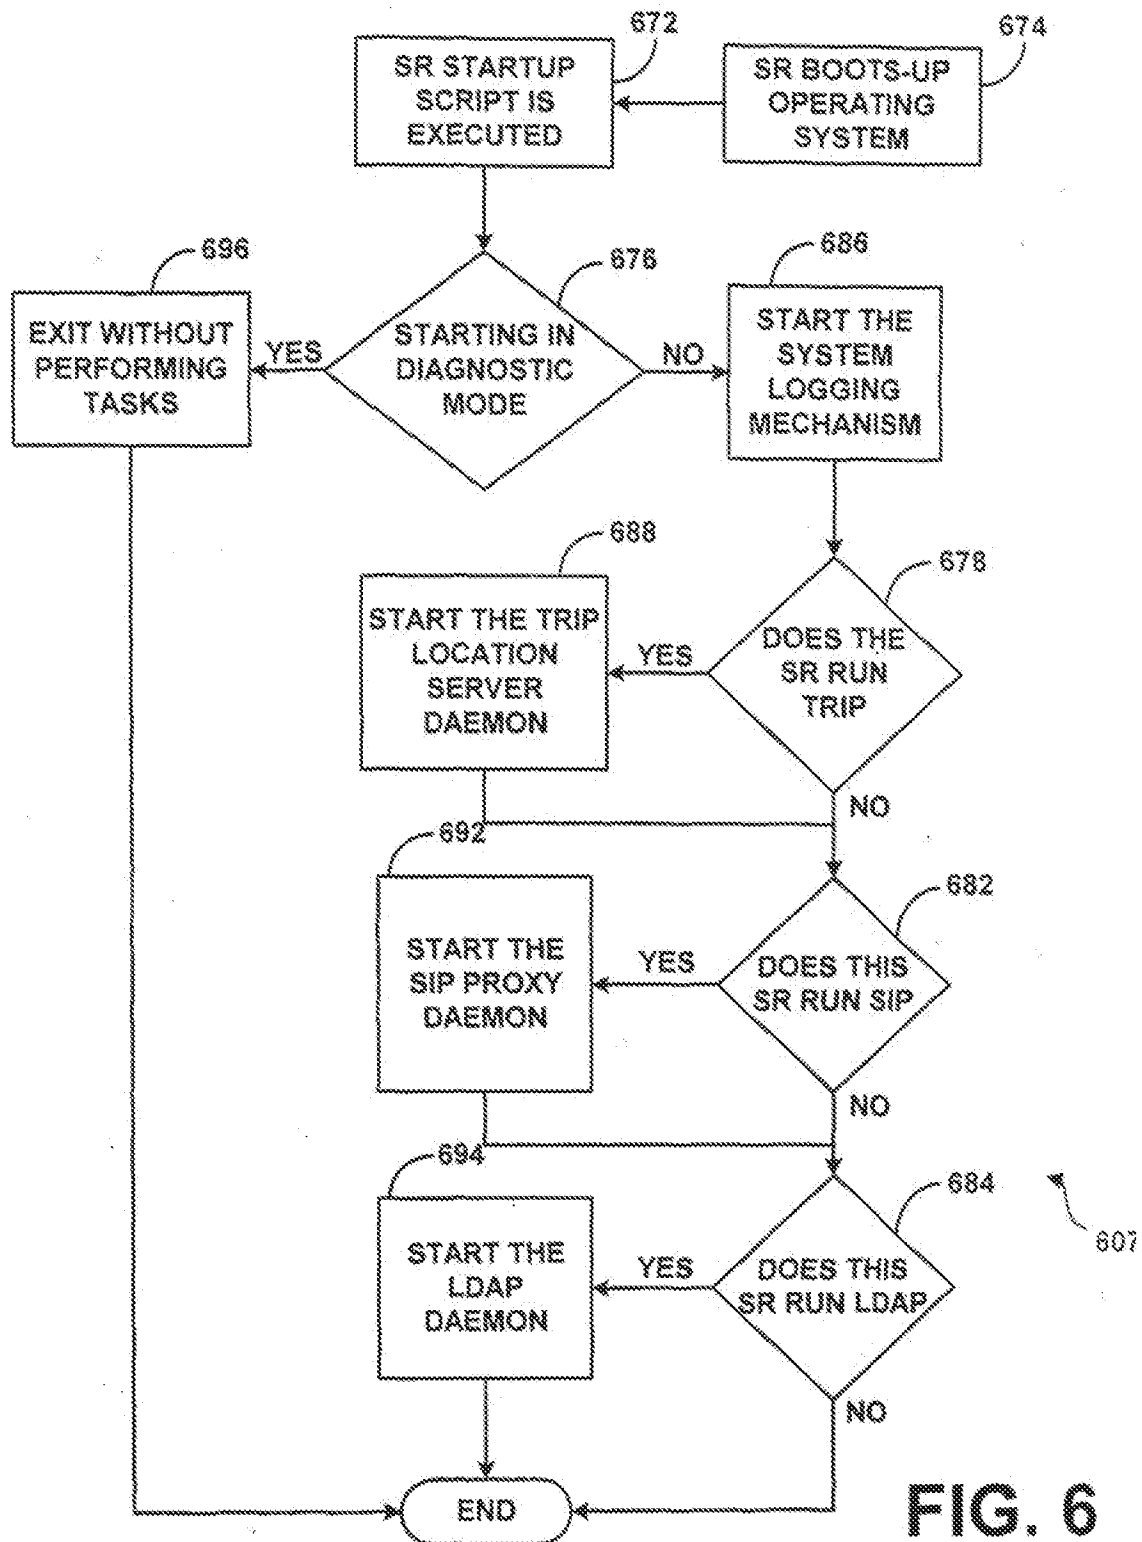 672
674
SR STARTUP
SCRIPT IS
EXECUTED
SR BOOTS-UP
OPERATING
SYSTEM
696
676
686
EXIT WITHOUT
PERFORMING
TASKS
YES
STARTING IN
DIAGNOSTIC
MODE
NO
START THE
SYSTEM
LOGGING
MECHANISM
688
678
START THE TRIP
LOCATION
SERVER
DAEMON
YES
DOES THE
SR RUN
TRIP
NO
692
682
START THE
SIP PROXY
DAEMON
YES
DOES THIS
SR RUN SIP
NO
694
684
START THE
LDAP
DAEMON
YES
DOES THIS
SR RUN LDAP
607
NO
END
FIG. 6